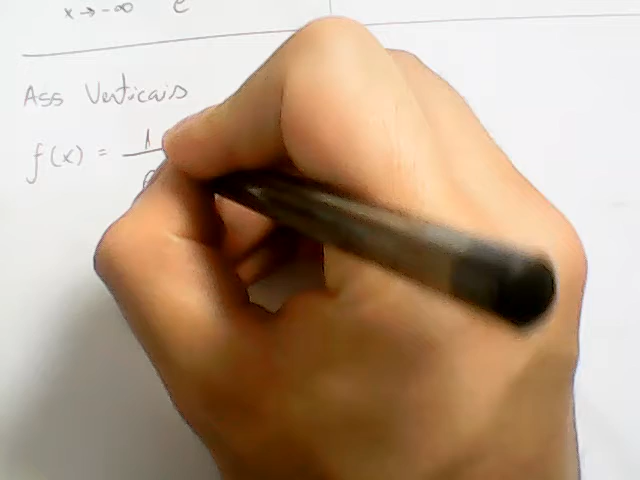 x → -∞ e
Ass Verticais
f(x) = 1